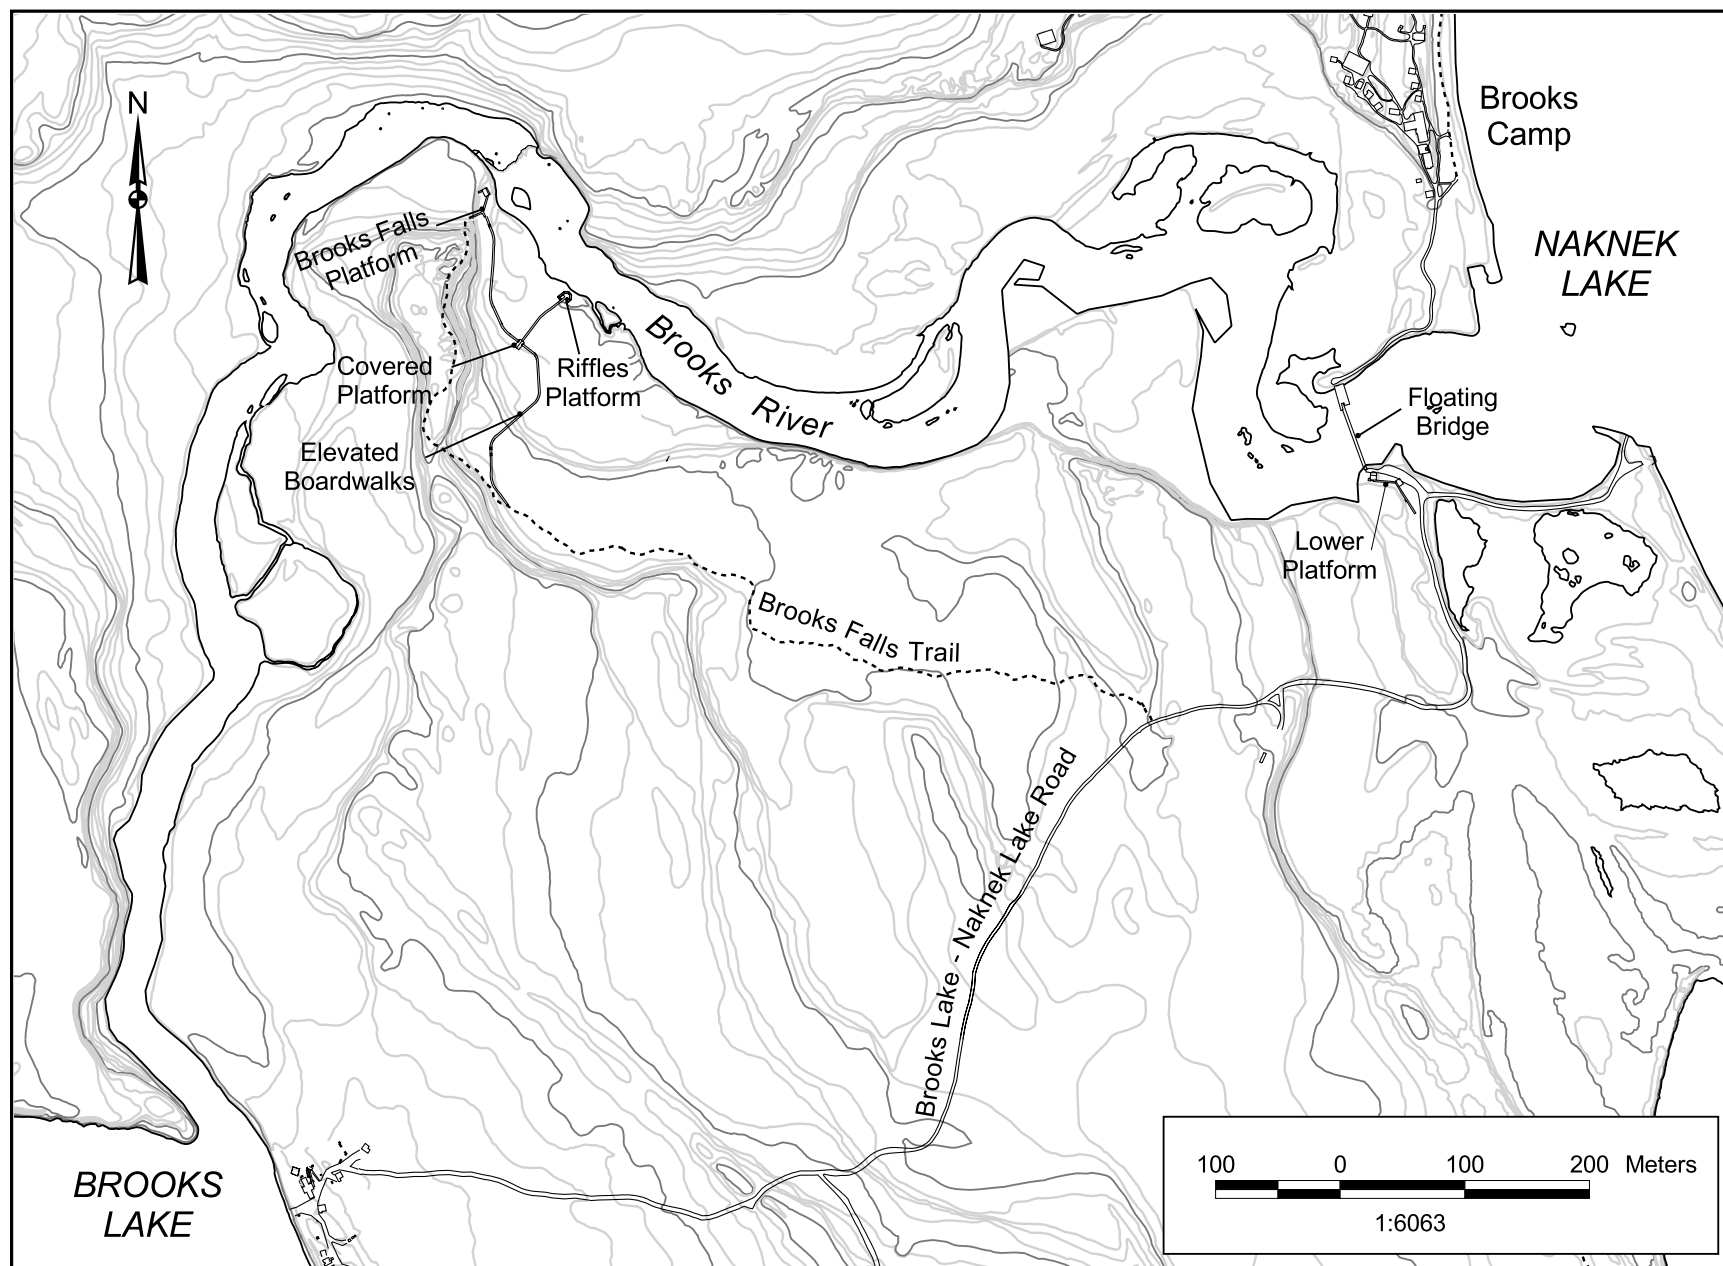 N
Brooks
Camp
NAKNEK
LAKE
Brooks Falls
Platform
Covered
Platform
Riffles
Platform
Brooks River
Floating
Bridge
Elevated
Boardwalks
Lower
Platform
Brooks Falls Trail
Brooks Lake - Naknek Lake Road
BROOKS
LAKE
100 0 100 200 Meters
1:6063